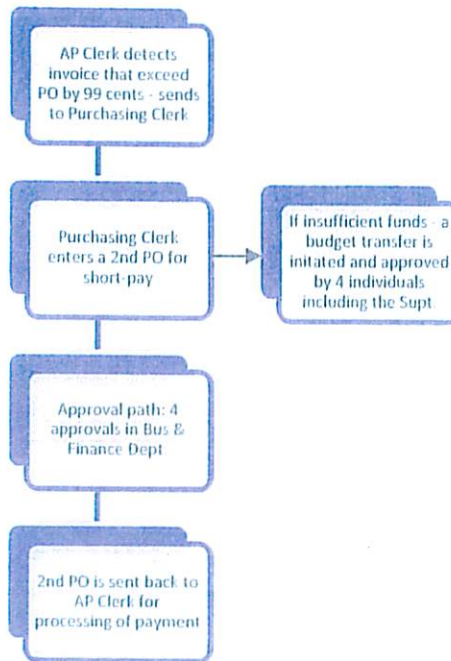 AP Clerk detects
invoice that exceed
PO by 99 cents - sends
to Purchasing Clerk
Purchasing Clerk
enters a 2nd PO for
short-pay
If insufficient funds - a
budget transfer is
initated and approved
by 4 individuals
including the Supt.
Approval path: 4
approvals in Bus &
Finance Dept
2nd PO is sent back to
AP Clerk for
processing of payment